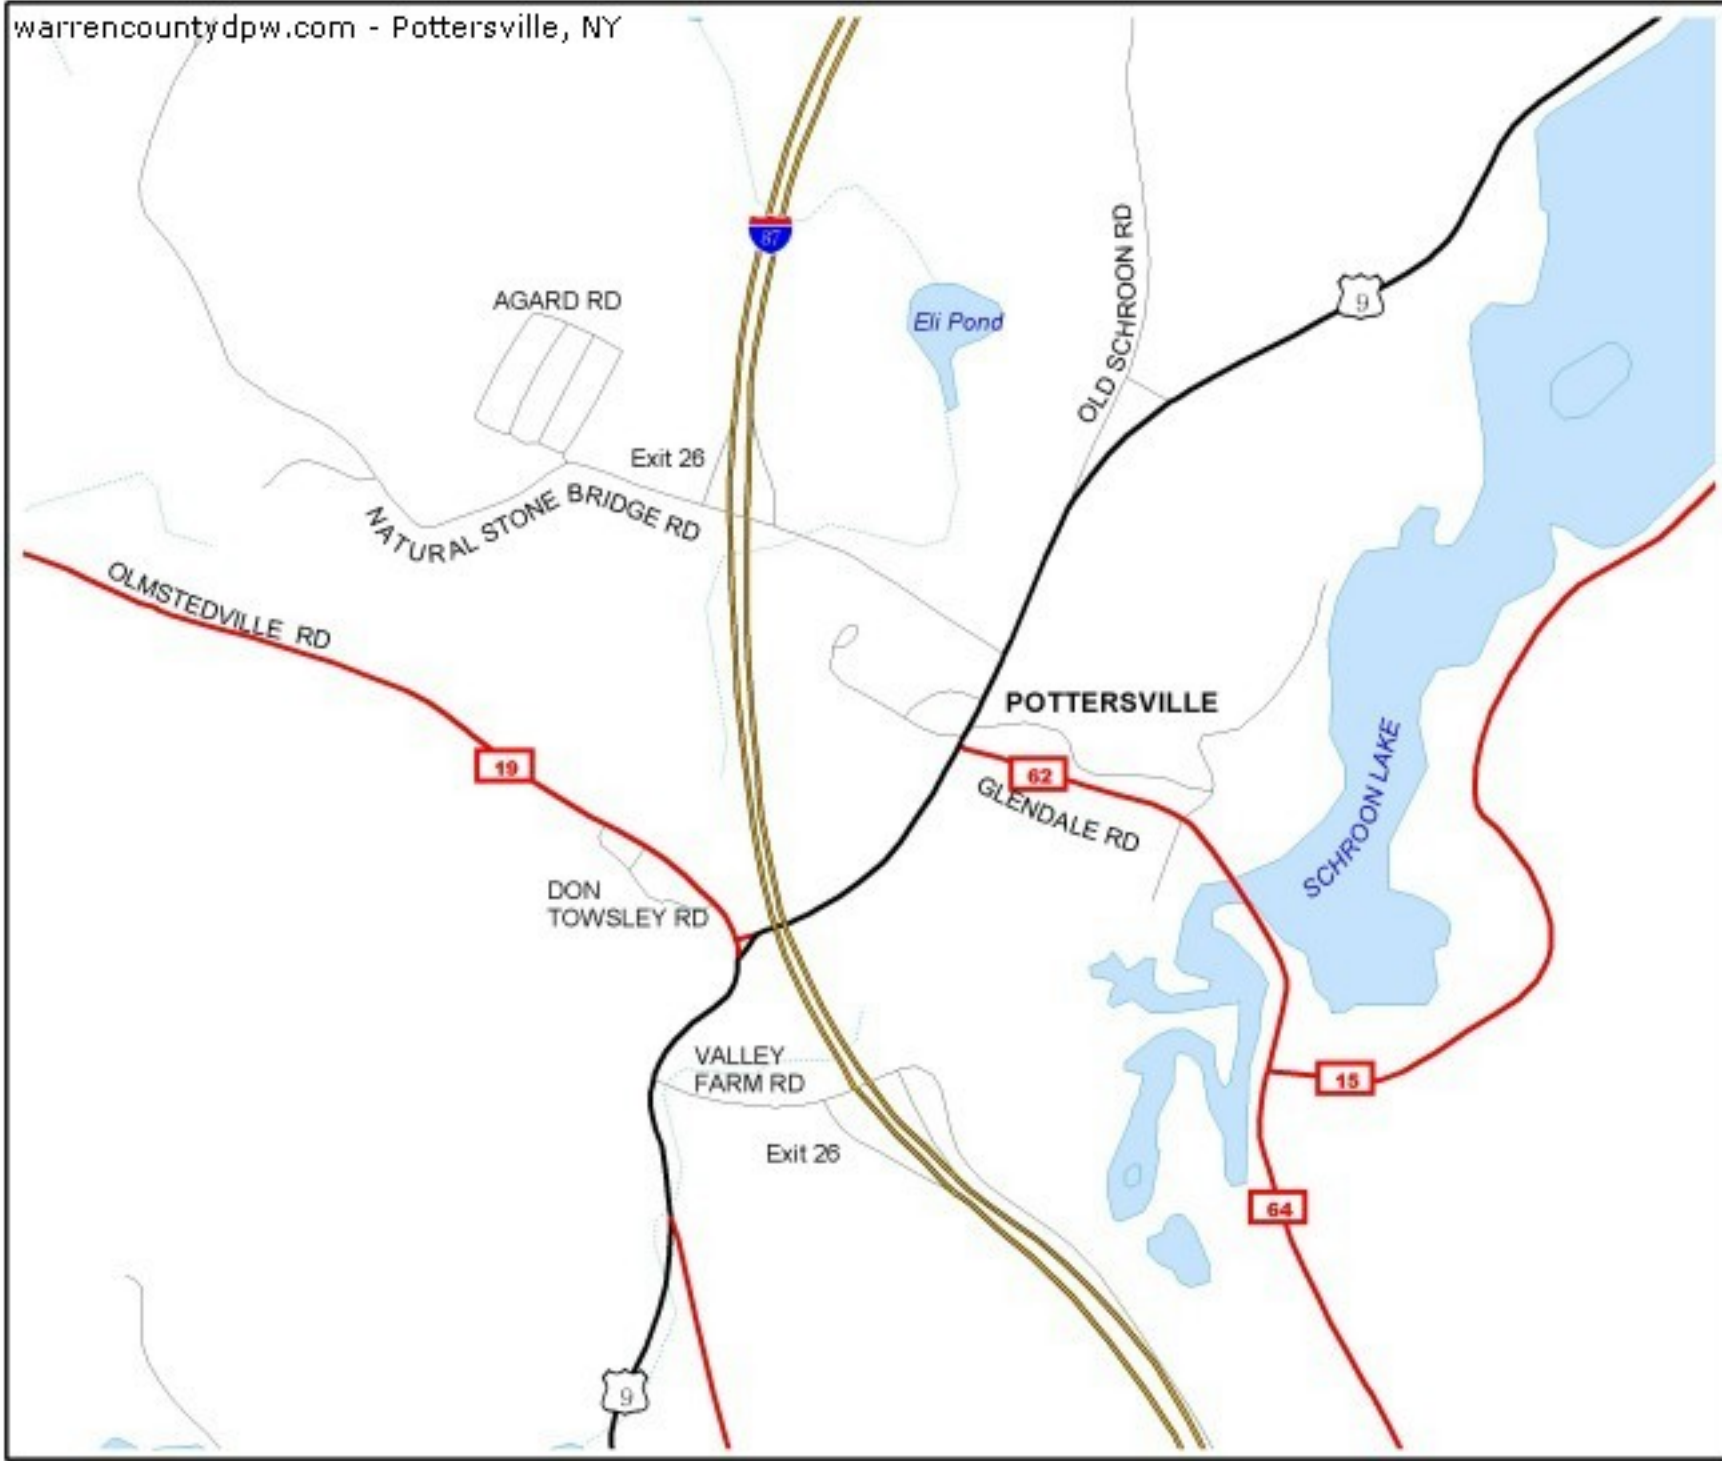 warrencountydpw.com - Pottersville, NY
87
OLD SCHROON RD
9
AGARD RD
Eli Pond
Exit 26
NATURAL STONE BRIDGE RD
OLMSTEDVILLE RD
POTTERSVILLE
19
62
GLENDALE RD
SCHROON LAKE
DON
TOWSLEY RD
VALLEY
FARM RD
15
Exit 26
64
9